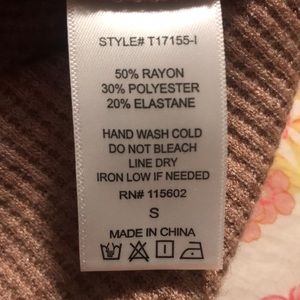 STYLE# T17155-I
50% RAYON
30% POLYESTER
20% ELASTANE
HAND WASH COLD
DO NOT BLEACH
LINE DRY
IRON LOW IF NEEDED
RN# 115602
S
MADE IN CHINA